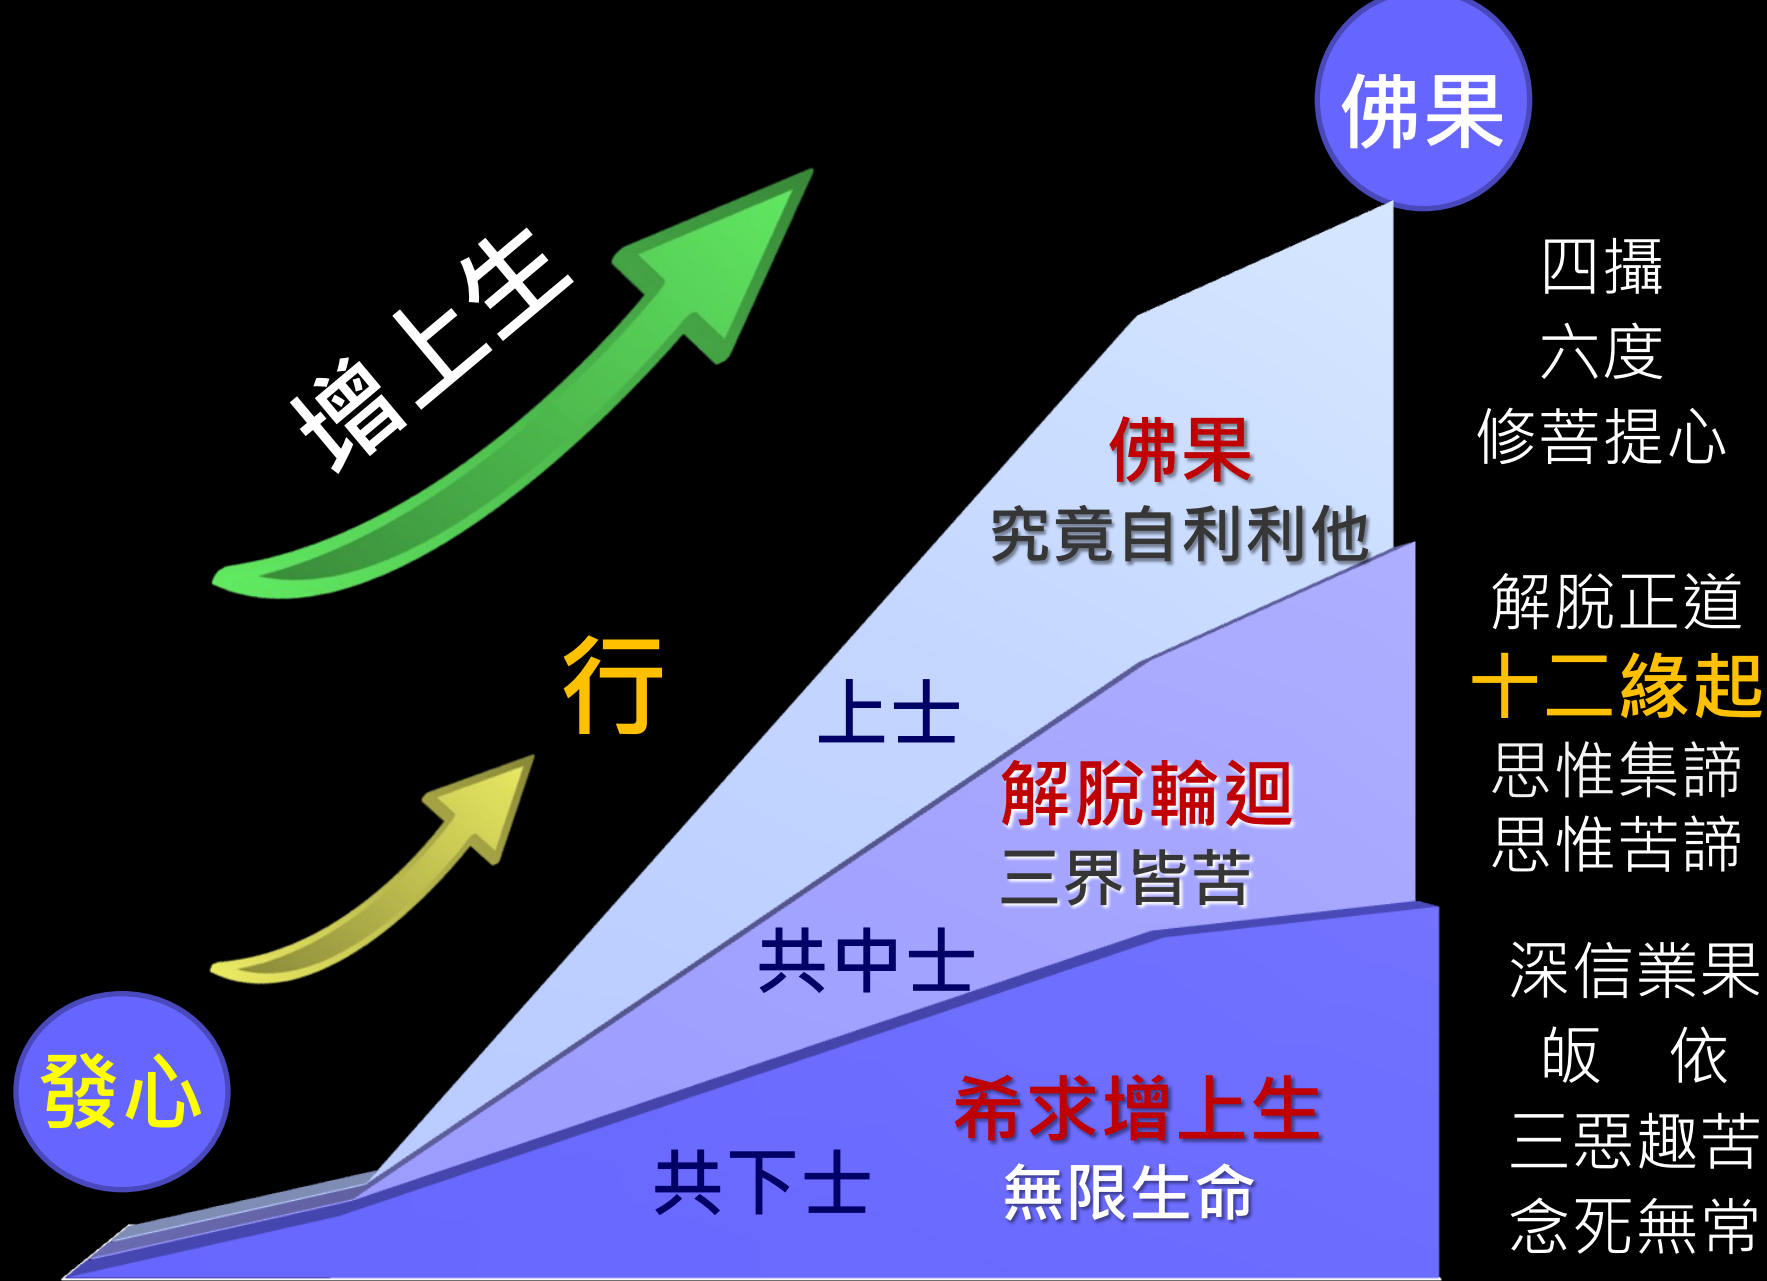 佛果
增上生
行
發心
四攝
六度
修菩提心
佛果
究竟自利利他
上士
解脫正道
十二緣起
思惟集諦
思惟苦諦
解脫輪迴
三界皆苦
共中士
深信業果
皈 依
三惡趣苦
念死無常
希求增上生
無限生命
共下士